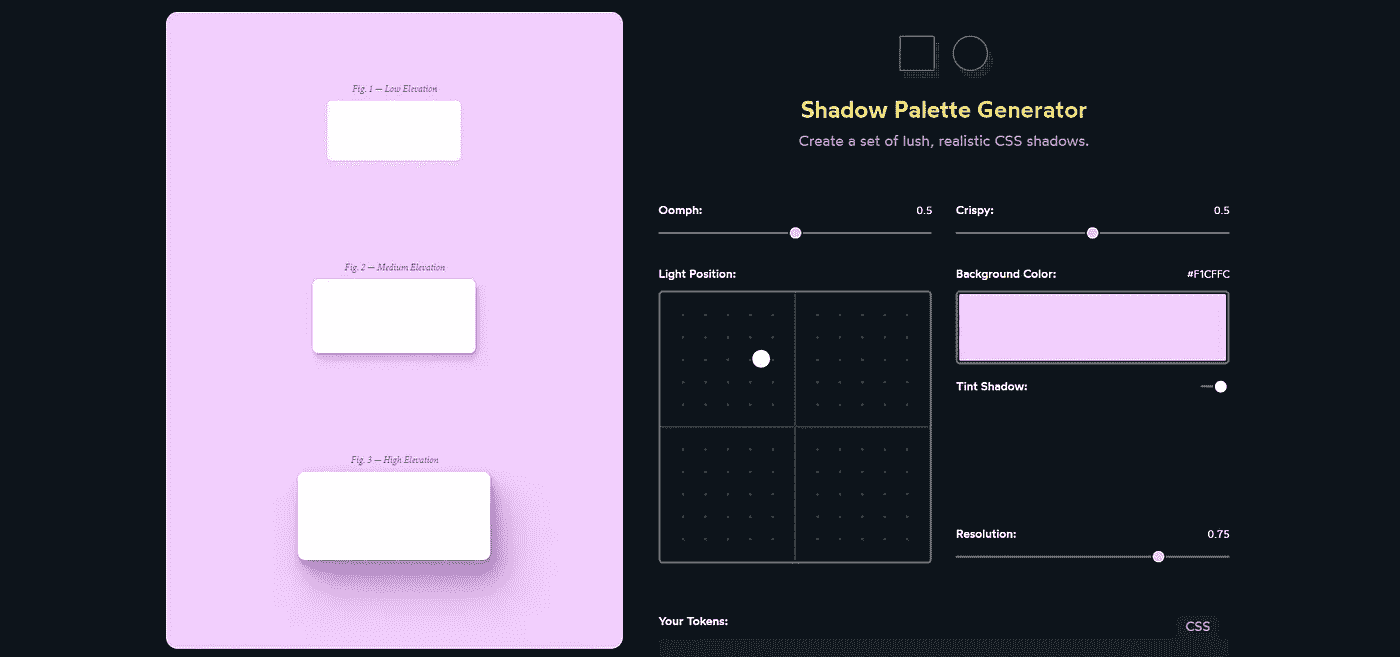 Fig. 1 — Low Elevation
Fig. 2 — Medium Elevation
Fig. 3 — High Elevation
Shadow Palette Generator
Create a set of lush, realistic CSS shadows.
Oomph: 0.5
Crispy: 0.5
Light Position:
Background Color: #F1CFFC
Tint Shadow:
Resolution: 0.75
Your Tokens:
CSS